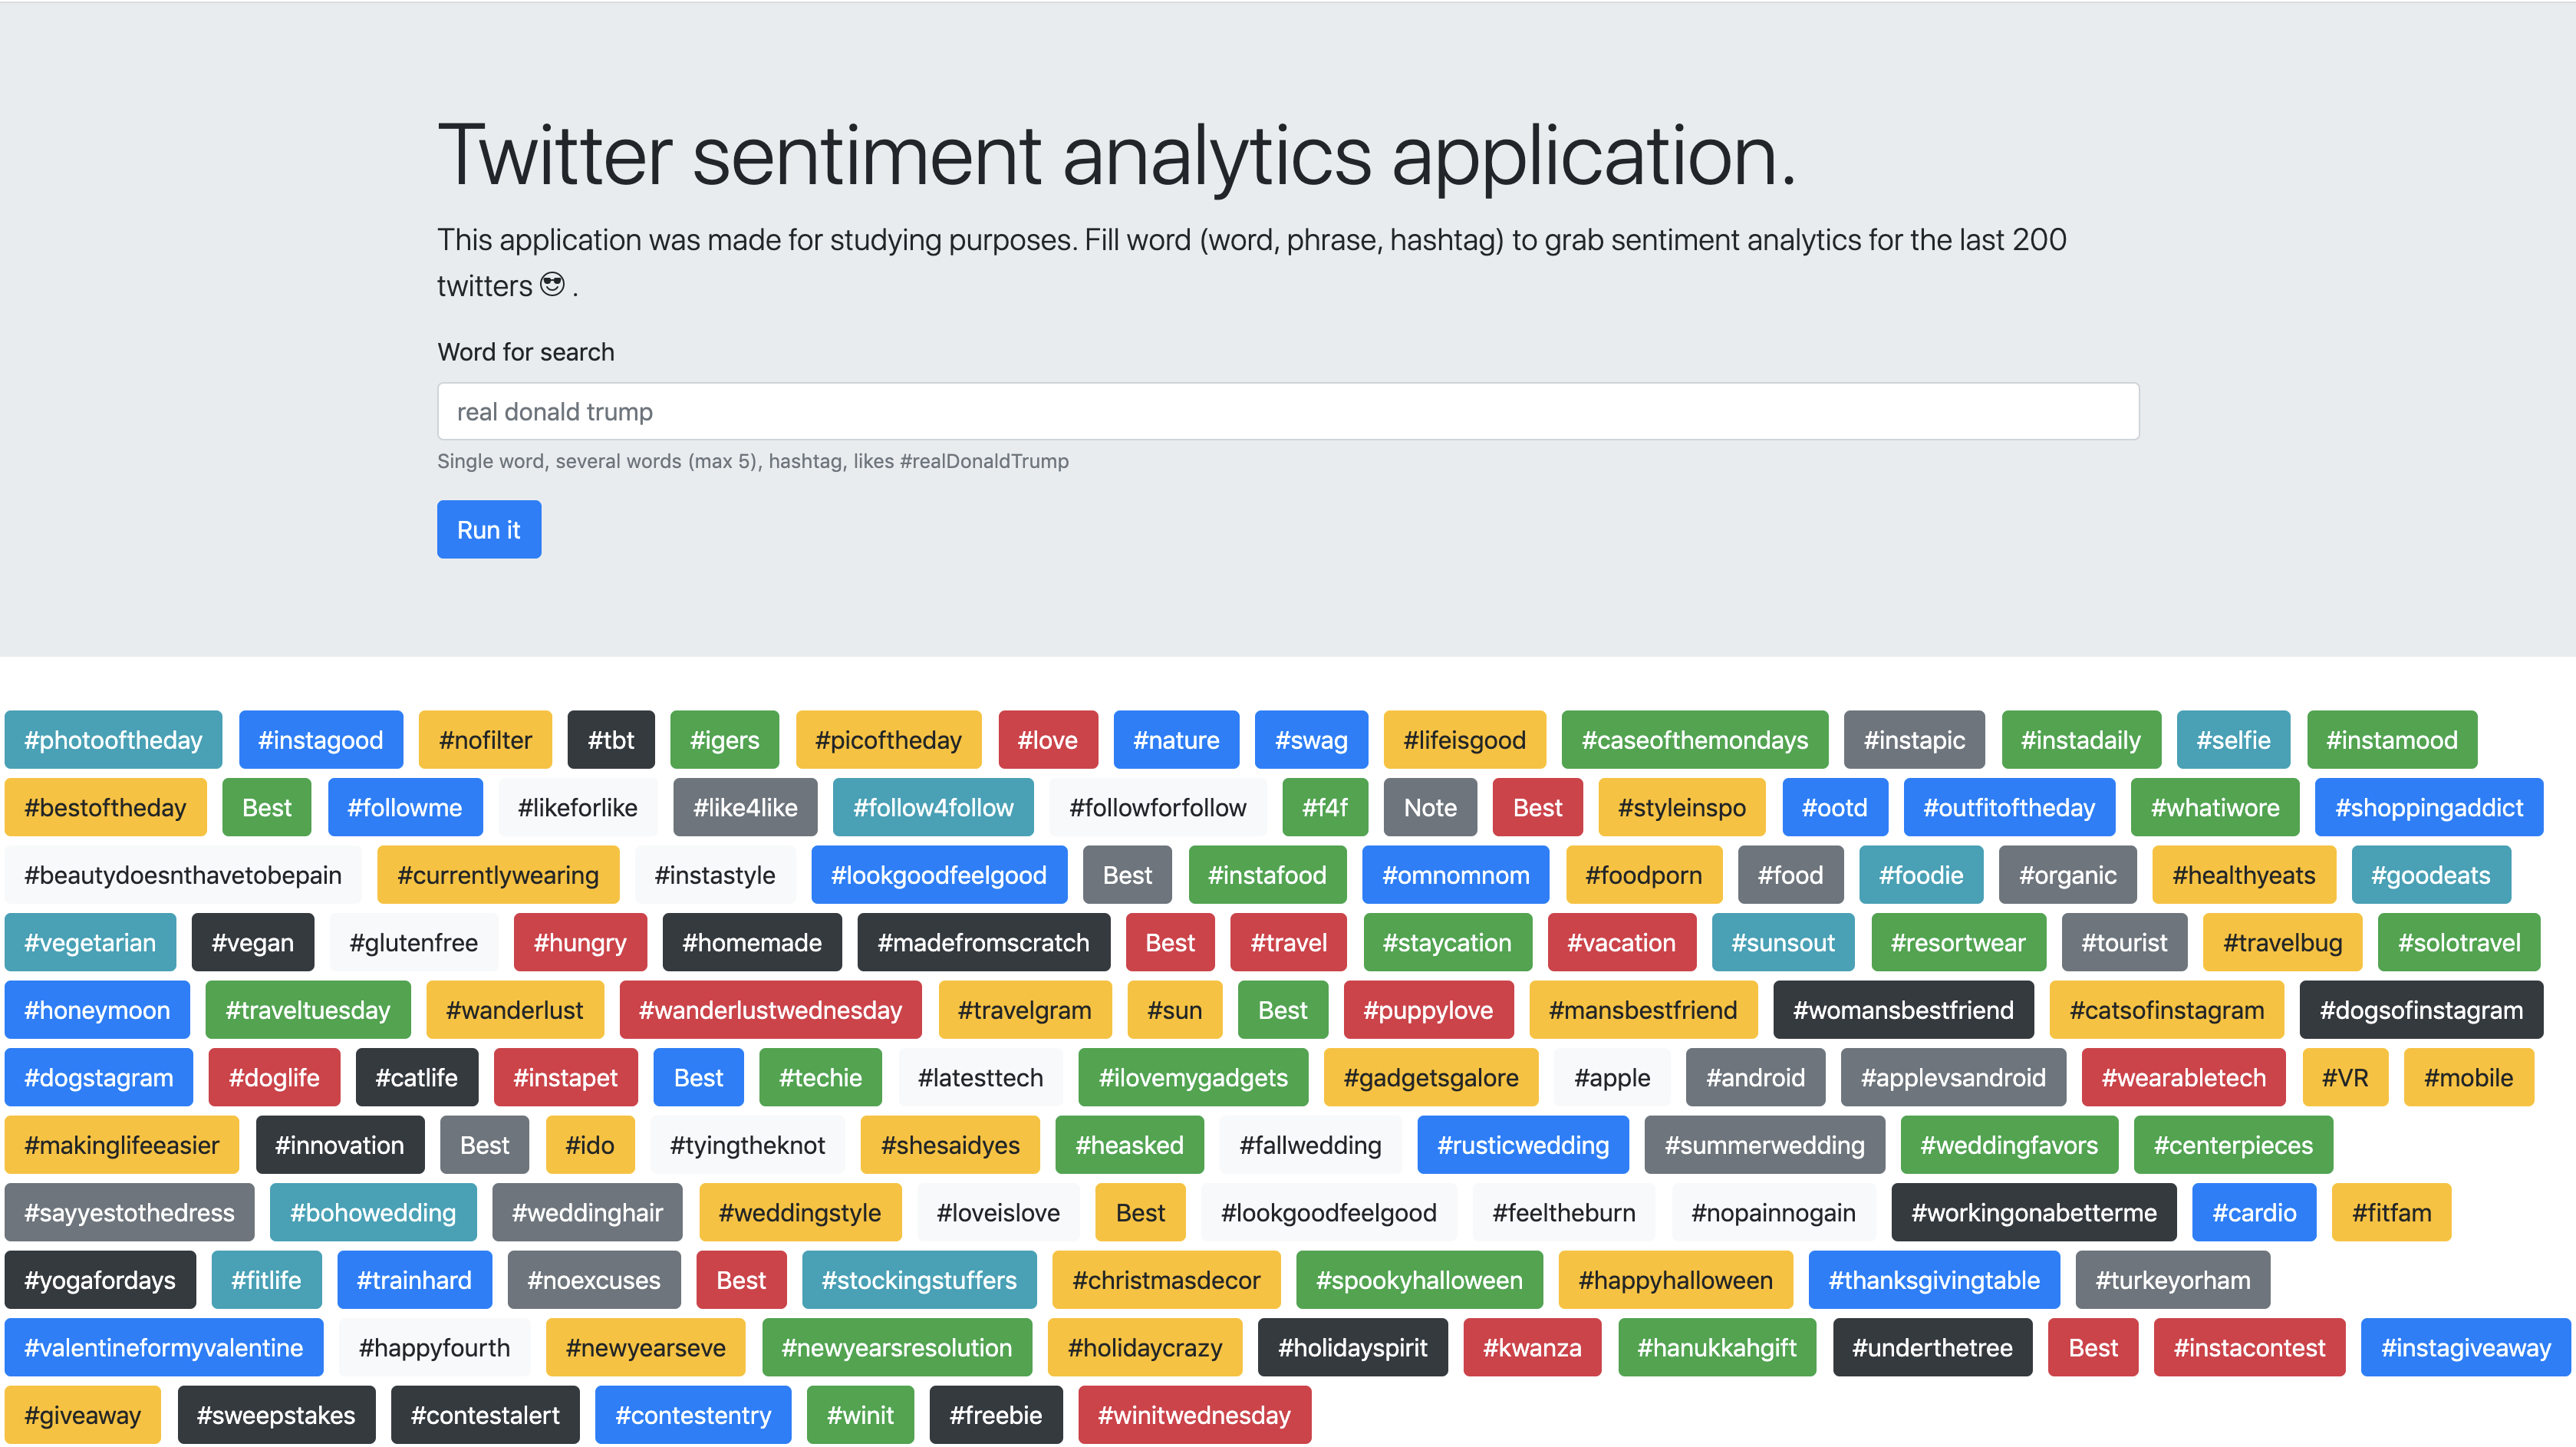 Twitter sentiment analytics application.
This application was made for studying purposes. Fill word (word, phrase, hashtag) to grab sentiment analytics for the last 200
twitters 😎 .
Word for search
real donald trump
Single word, several words (max 5), hashtag, likes #realDonaldTrump
Run it
#photooftheday #instagood #nofilter #tbt #igers #picoftheday #love #nature #swag #lifeisgood #caseofthemondays #instapic #instadaily #selfie #instamood
#bestoftheday Best #followme #likeforlike #like4like #follow4follow #followforfollow #f4f Note Best #styleinspo #ootd #outfitoftheday #whatiwore #shoppingaddict
#beautydoesnthavetobepain #currentlywearing #instastyle #lookgoodfeelgood Best #instafood #omnomnom #foodporn #food #foodie #organic #healthyeats #goodeats
#vegetarian #vegan #glutenfree #hungry #homemade #madefromscratch Best #travel #staycation #vacation #sunsout #resortwear #tourist #travelbug #solotravel
#honeymoon #traveltuesday #wanderlust #wanderlustwednesday #travelgram #sun Best #puppylove #mansbestfriend #womansbestfriend #catsofinstagram #dogsofinstagram
#dogstagram #doglife #catlife #instapet Best #techie #latesttech #ilovemygadgets #gadgetsgalore #apple #android #applevsandroid #wearabletech #VR #mobile
#makinglifeeasier #innovation Best #ido #tyingtheknot #shesaidyes #heasked #fallwedding #rusticwedding #summerwedding #weddingfavors #centerpieces
#sayyestothedress #bohowedding #weddinghair #weddingstyle #loveislove Best #lookgoodfeelgood #feeltheburn #nopainnogain #workingonabetterme #cardio #fitfam
#yogafordays #fitlife #trainhard #noexcuses Best #stockingstuffers #christmasdecor #spookyhalloween #happyhalloween #thanksgivingtable #turkeyorham
#valentineformyvalentine #happyfourth #newyearseve #newyearsresolution #holidaycrazy #holidayspirit #kwanza #hanukkahgift #underthetree Best #instacontest #instagiveaway
#giveaway #sweepstakes #contestalert #contestentry #winit #freebie #winitwednesday